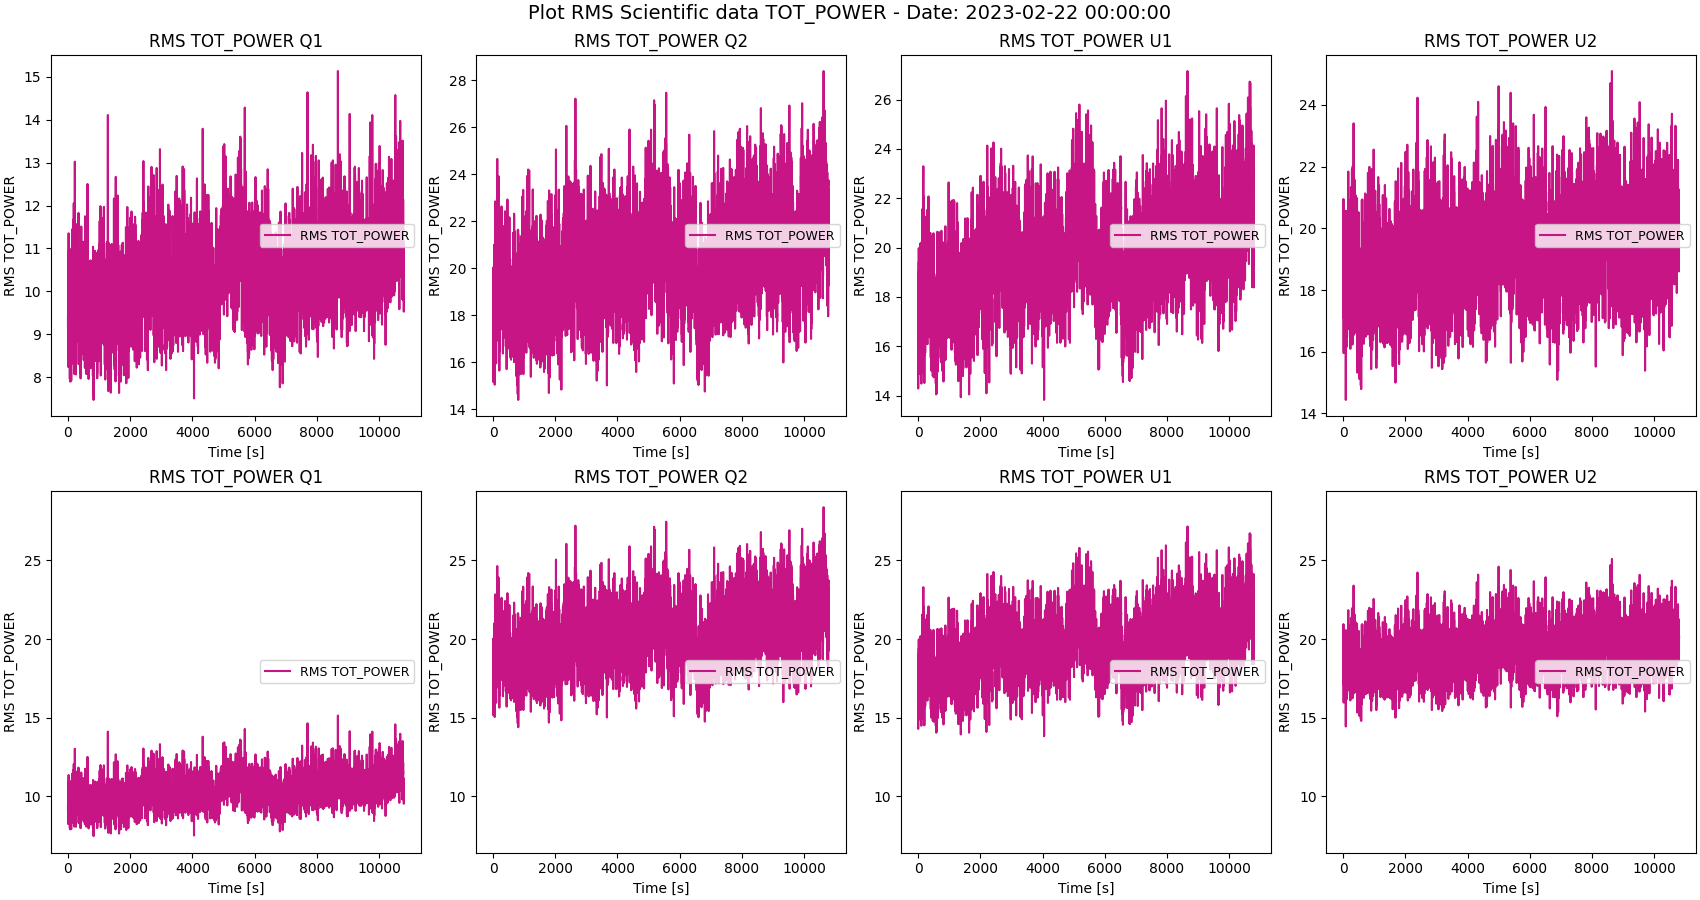 Plot RMS Scientific data TOT_POWER - Date: 2023-02-22 00:00:00
RMS TOT_POWER Q1
RMS TOT_POWER
15
14
13
12
11
10
9
8
RMS TOT_POWER
0 2000 4000 6000 8000 10000
Time [s]
RMS TOT_POWER Q2
RMS TOT_POWER
28
26
24
22
20
18
16
14
RMS TOT_POWER
0 2000 4000 6000 8000 10000
Time [s]
RMS TOT_POWER U1
RMS TOT_POWER
26
24
22
20
18
16
14
RMS TOT_POWER
0 2000 4000 6000 8000 10000
Time [s]
RMS TOT_POWER U2
RMS TOT_POWER
24
22
20
18
16
14
RMS TOT_POWER
0 2000 4000 6000 8000 10000
Time [s]
RMS TOT_POWER Q1
RMS TOT_POWER
25
20
15
10
RMS TOT_POWER
0 2000 4000 6000 8000 10000
Time [s]
RMS TOT_POWER Q2
RMS TOT_POWER
25
20
15
10
RMS TOT_POWER
0 2000 4000 6000 8000 10000
Time [s]
RMS TOT_POWER U1
RMS TOT_POWER
25
20
15
10
RMS TOT_POWER
0 2000 4000 6000 8000 10000
Time [s]
RMS TOT_POWER U2
RMS TOT_POWER
25
20
15
10
RMS TOT_POWER
0 2000 4000 6000 8000 10000
Time [s]